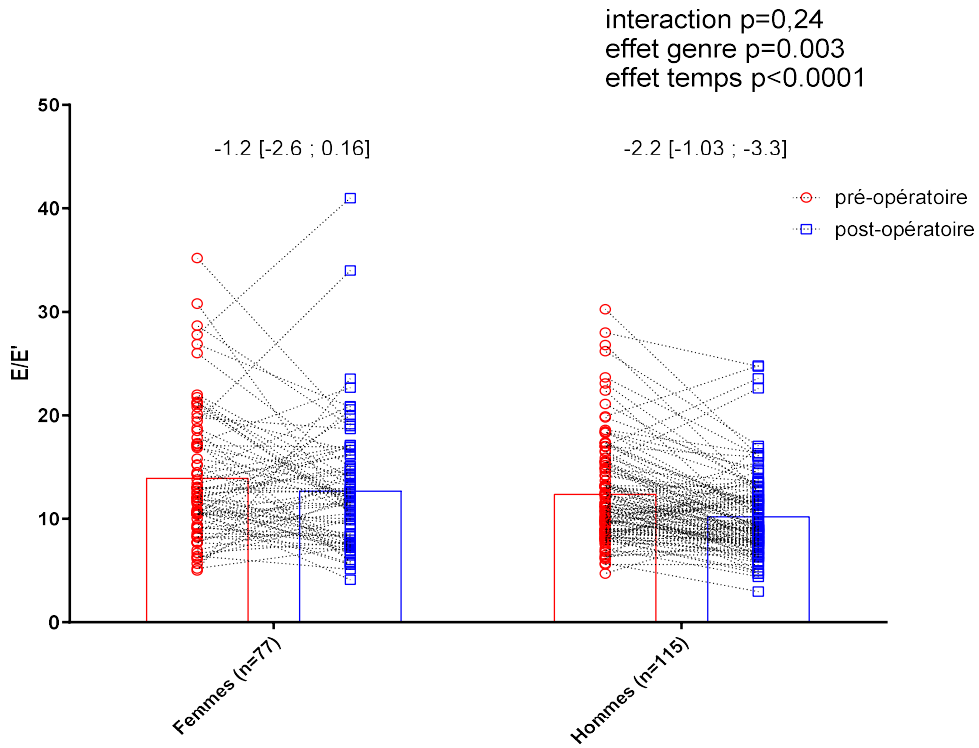 interaction p=0,24
effet genre p=0.003
effet temps p<0.0001
-1.2 [-2.6 ; 0.16]
-2.2 [-1.03 ; -3.3]
pré-opératoire
post-opératoire
E/E'
50
40
30
20
10
0
Femmes (n=77)
Hommes (n=115)